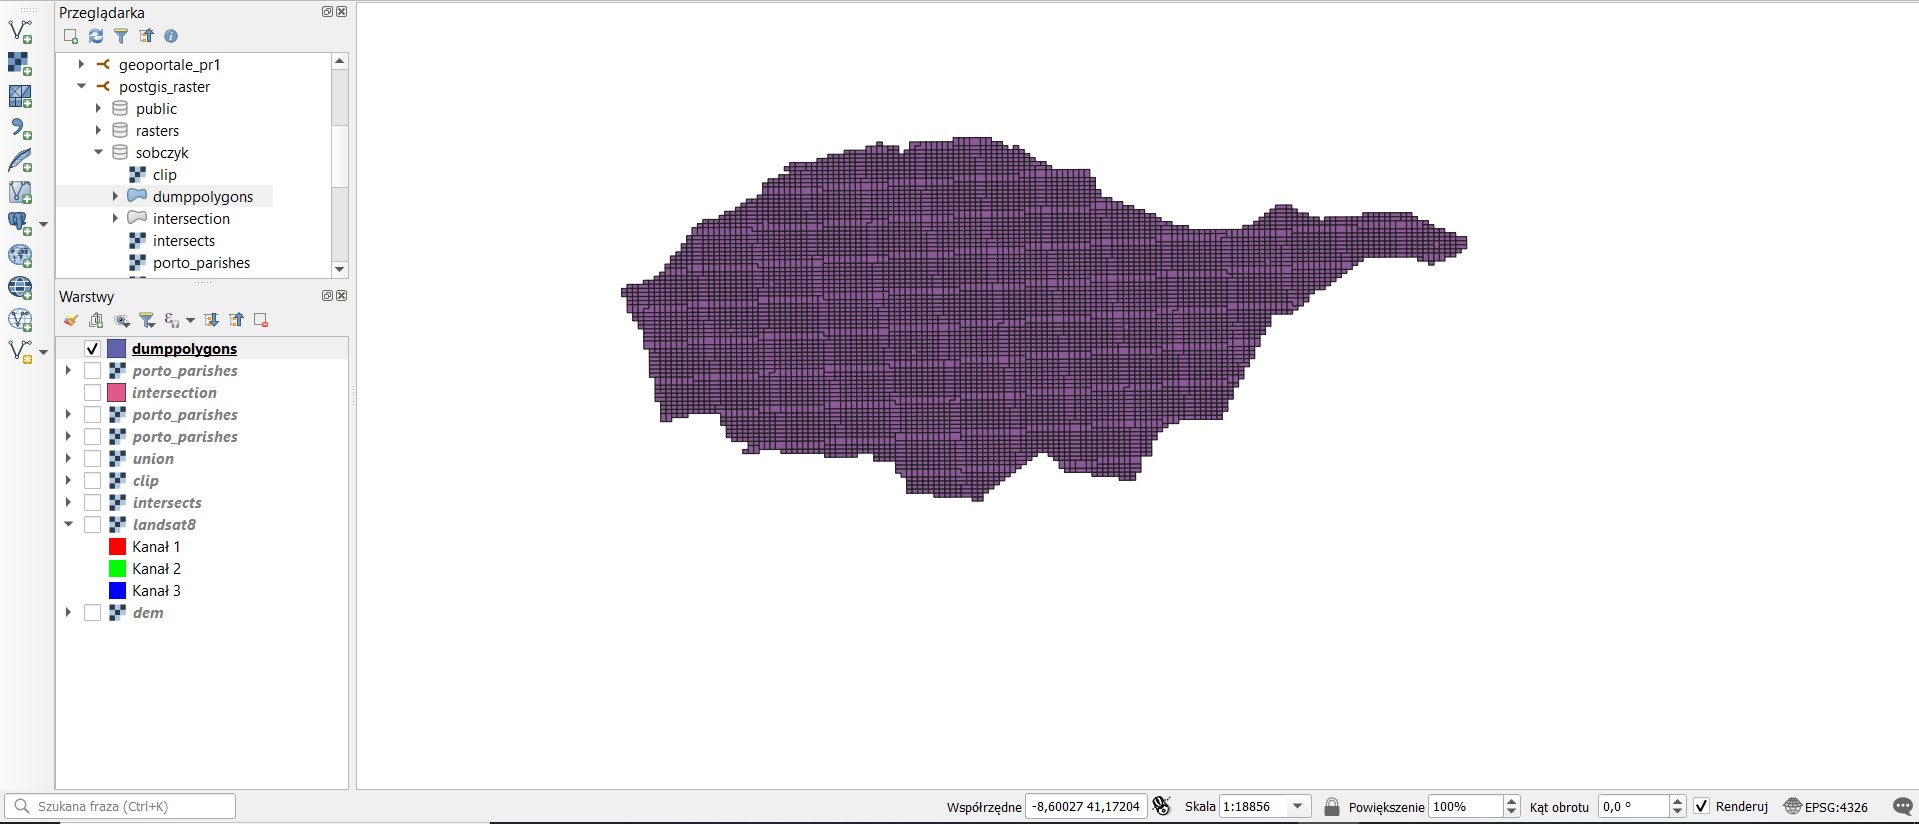 Przeglądarka
geoportale_pr1
postgis_raster
public
rasters
sobczyk
clip
dumppolygons
intersection
intersects
porto_parishes
Warstwy
dumppolygons
porto_parishes
intersection
porto_parishes
porto_parishes
union
clip
intersects
landsat8
Kanał 1
Kanał 2
Kanał 3
dem
Szukana fraza (Ctrl+K)
Współrzędne -8,60027 41,17204 Skala 1:18856 Powiększenie 100% Kąt obrotu 0,0 ° Renderuj EPSG:4326